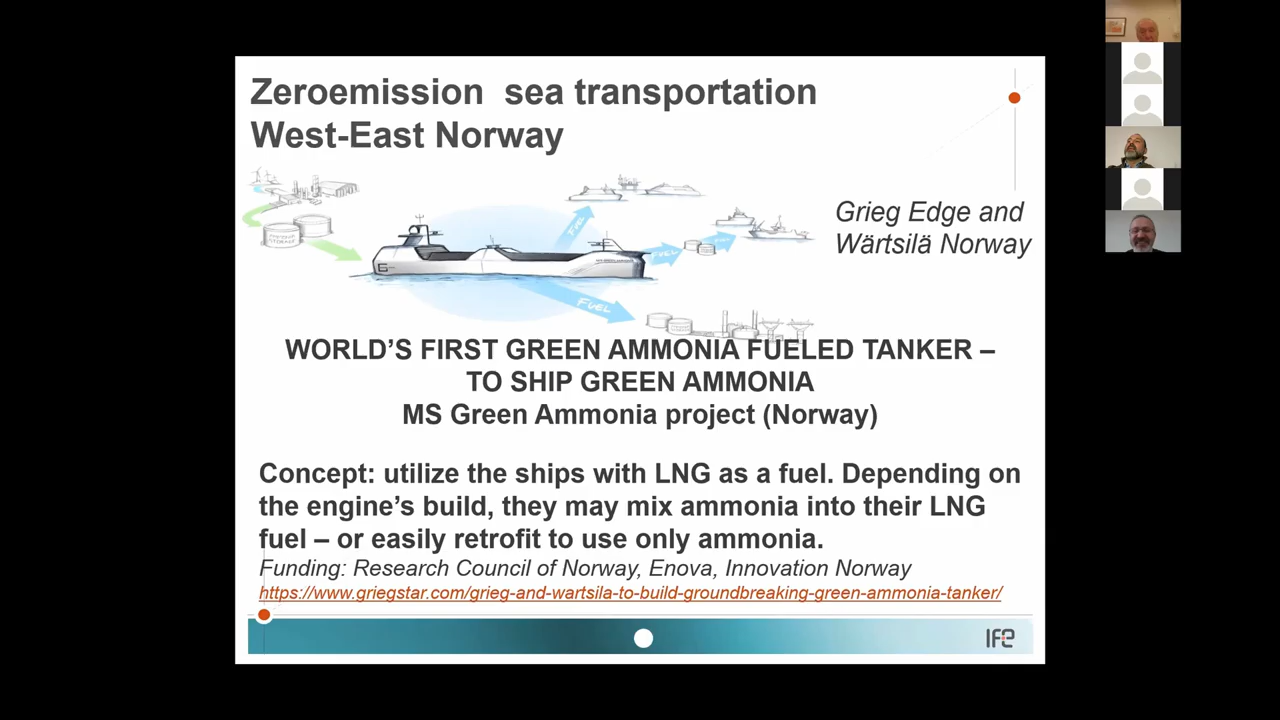 Zeroemission sea transportation
West-East Norway
Grieg Edge and
Wärtsilä Norway
FUEL
FUEL
FUEL
WORLD'S FIRST GREEN AMMONIA FUELED TANKER –
TO SHIP GREEN AMMONIA
MS Green Ammonia project (Norway)
Concept: utilize the ships with LNG as a fuel. Depending on
the engine's build, they may mix ammonia into their LNG
fuel – or easily retrofit to use only ammonia.
Funding: Research Council of Norway, Enova, Innovation Norway
https://www.griegstar.com/grieg-and-wartsila-to-build-groundbreaking-green-ammonia-tanker/
IFE